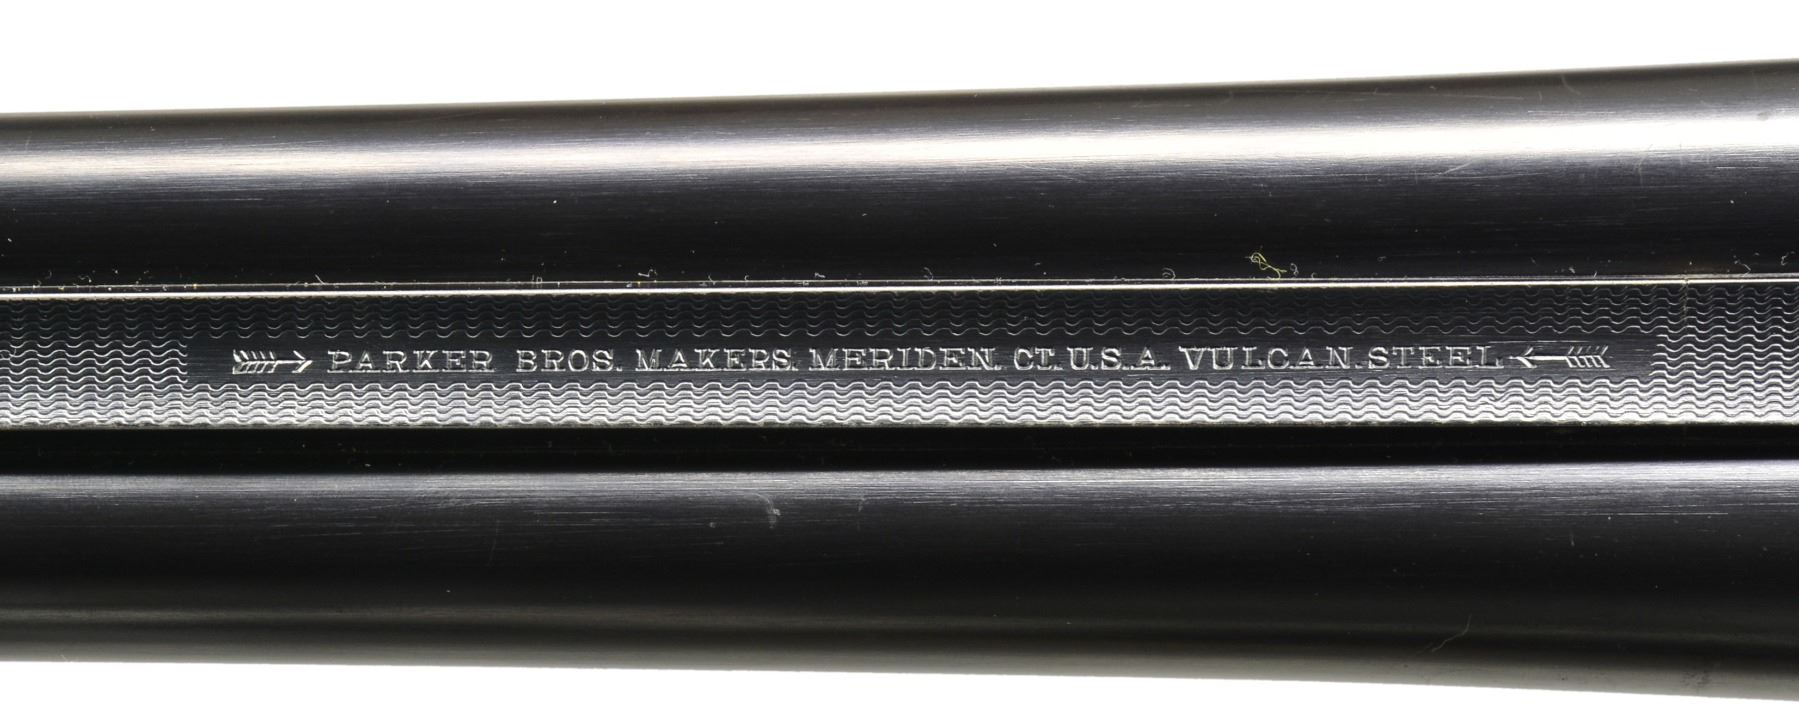 PARKER BROS. MAKERS. MERIDEN. CT. U.S.A. VULCAN. STEEL